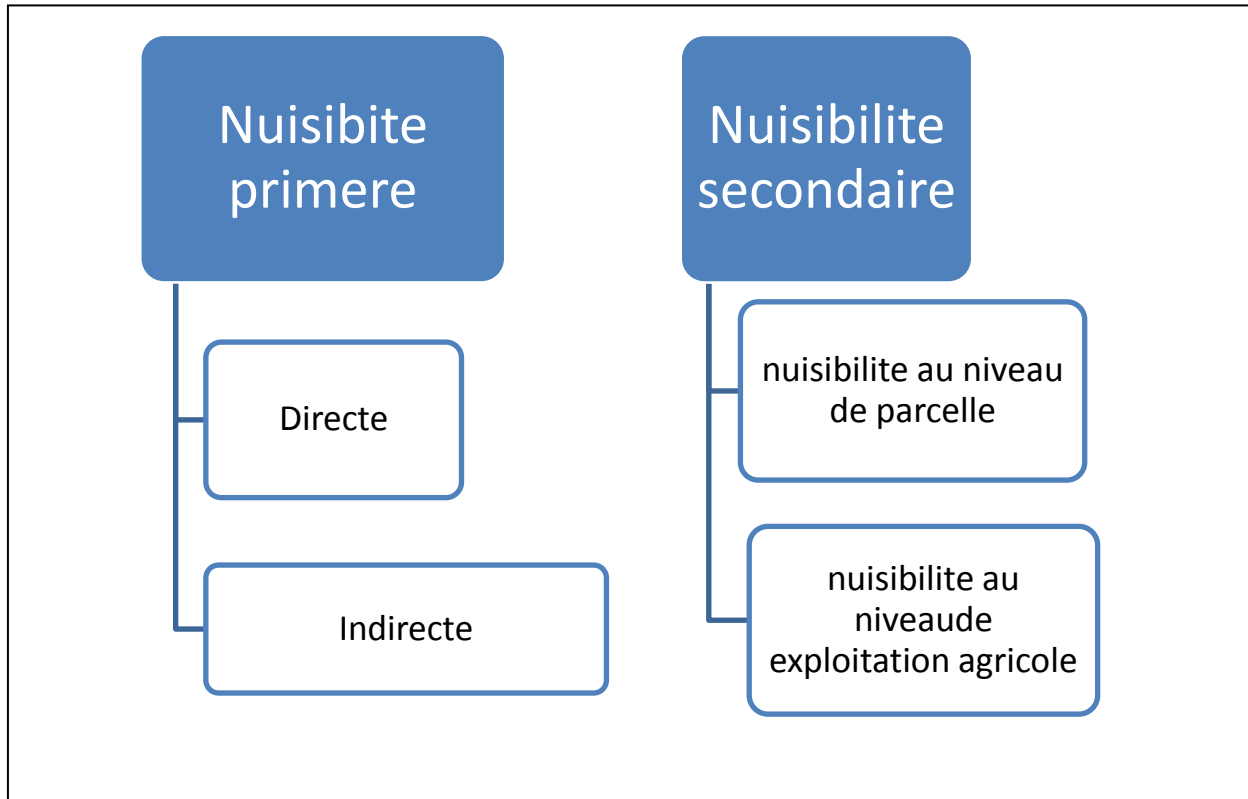 Nuisibite
primere
Directe
Indirecte
Nuisibilite
secondaire
nuisibilite au niveau
de parcelle
nuisibilite au
niveaude
exploitation agricole